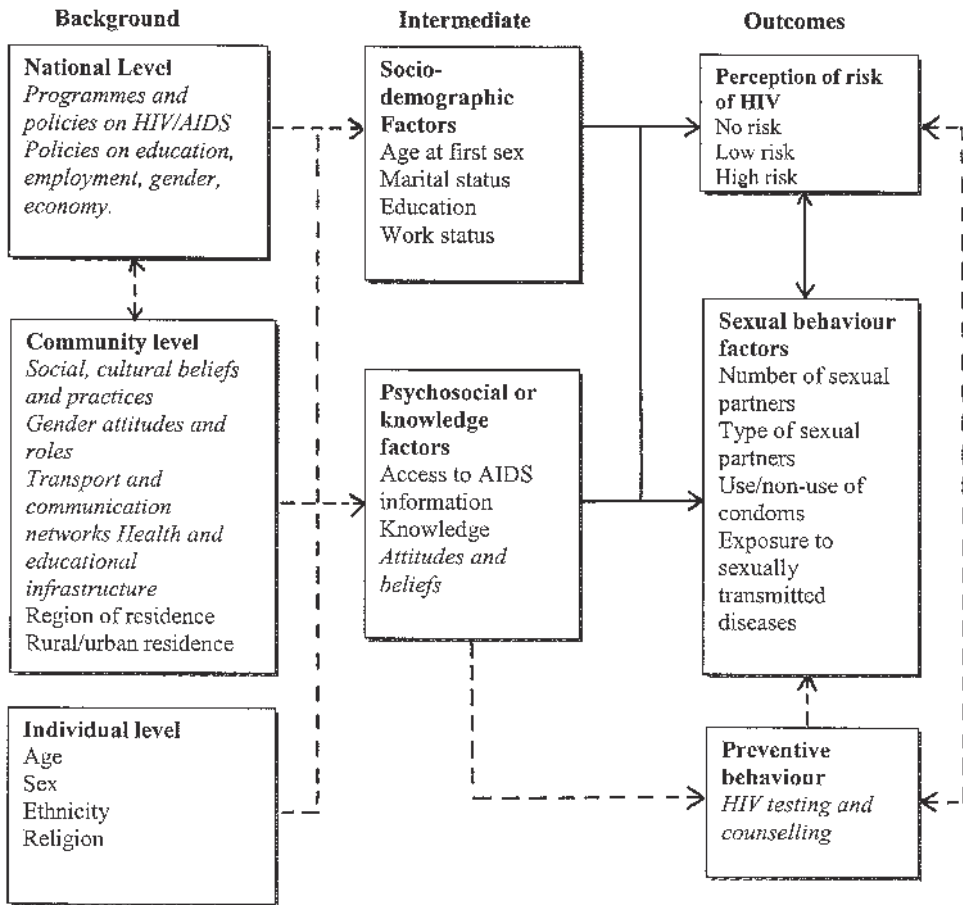 Background
Intermediate
Outcomes
National Level
Programmes and
policies on HIV/AIDS
Policies on education,
employment, gender,
economy.
Community level
Social, cultural beliefs
and practices
Gender attitudes and
roles
Transport and
communication
networks Health and
educational
infrastructure
Region of residence
Rural/urban residence
Individual level
Age
Sex
Ethnicity
Religion
Socio-
demographic
Factors
Age at first sex
Marital status
Education
Work status
Psychosocial or
knowledge factors
Access to AIDS
information
Knowledge
Attitudes and
beliefs
Perception of risk
of HIV
No risk
Low risk
High risk
Sexual behaviour
factors
Number of sexual
partners
Type of sexual
partners
Use/non-use of
condoms
Exposure to
sexually
transmitted
diseases
Preventive
behaviour
HIV testing and
counselling